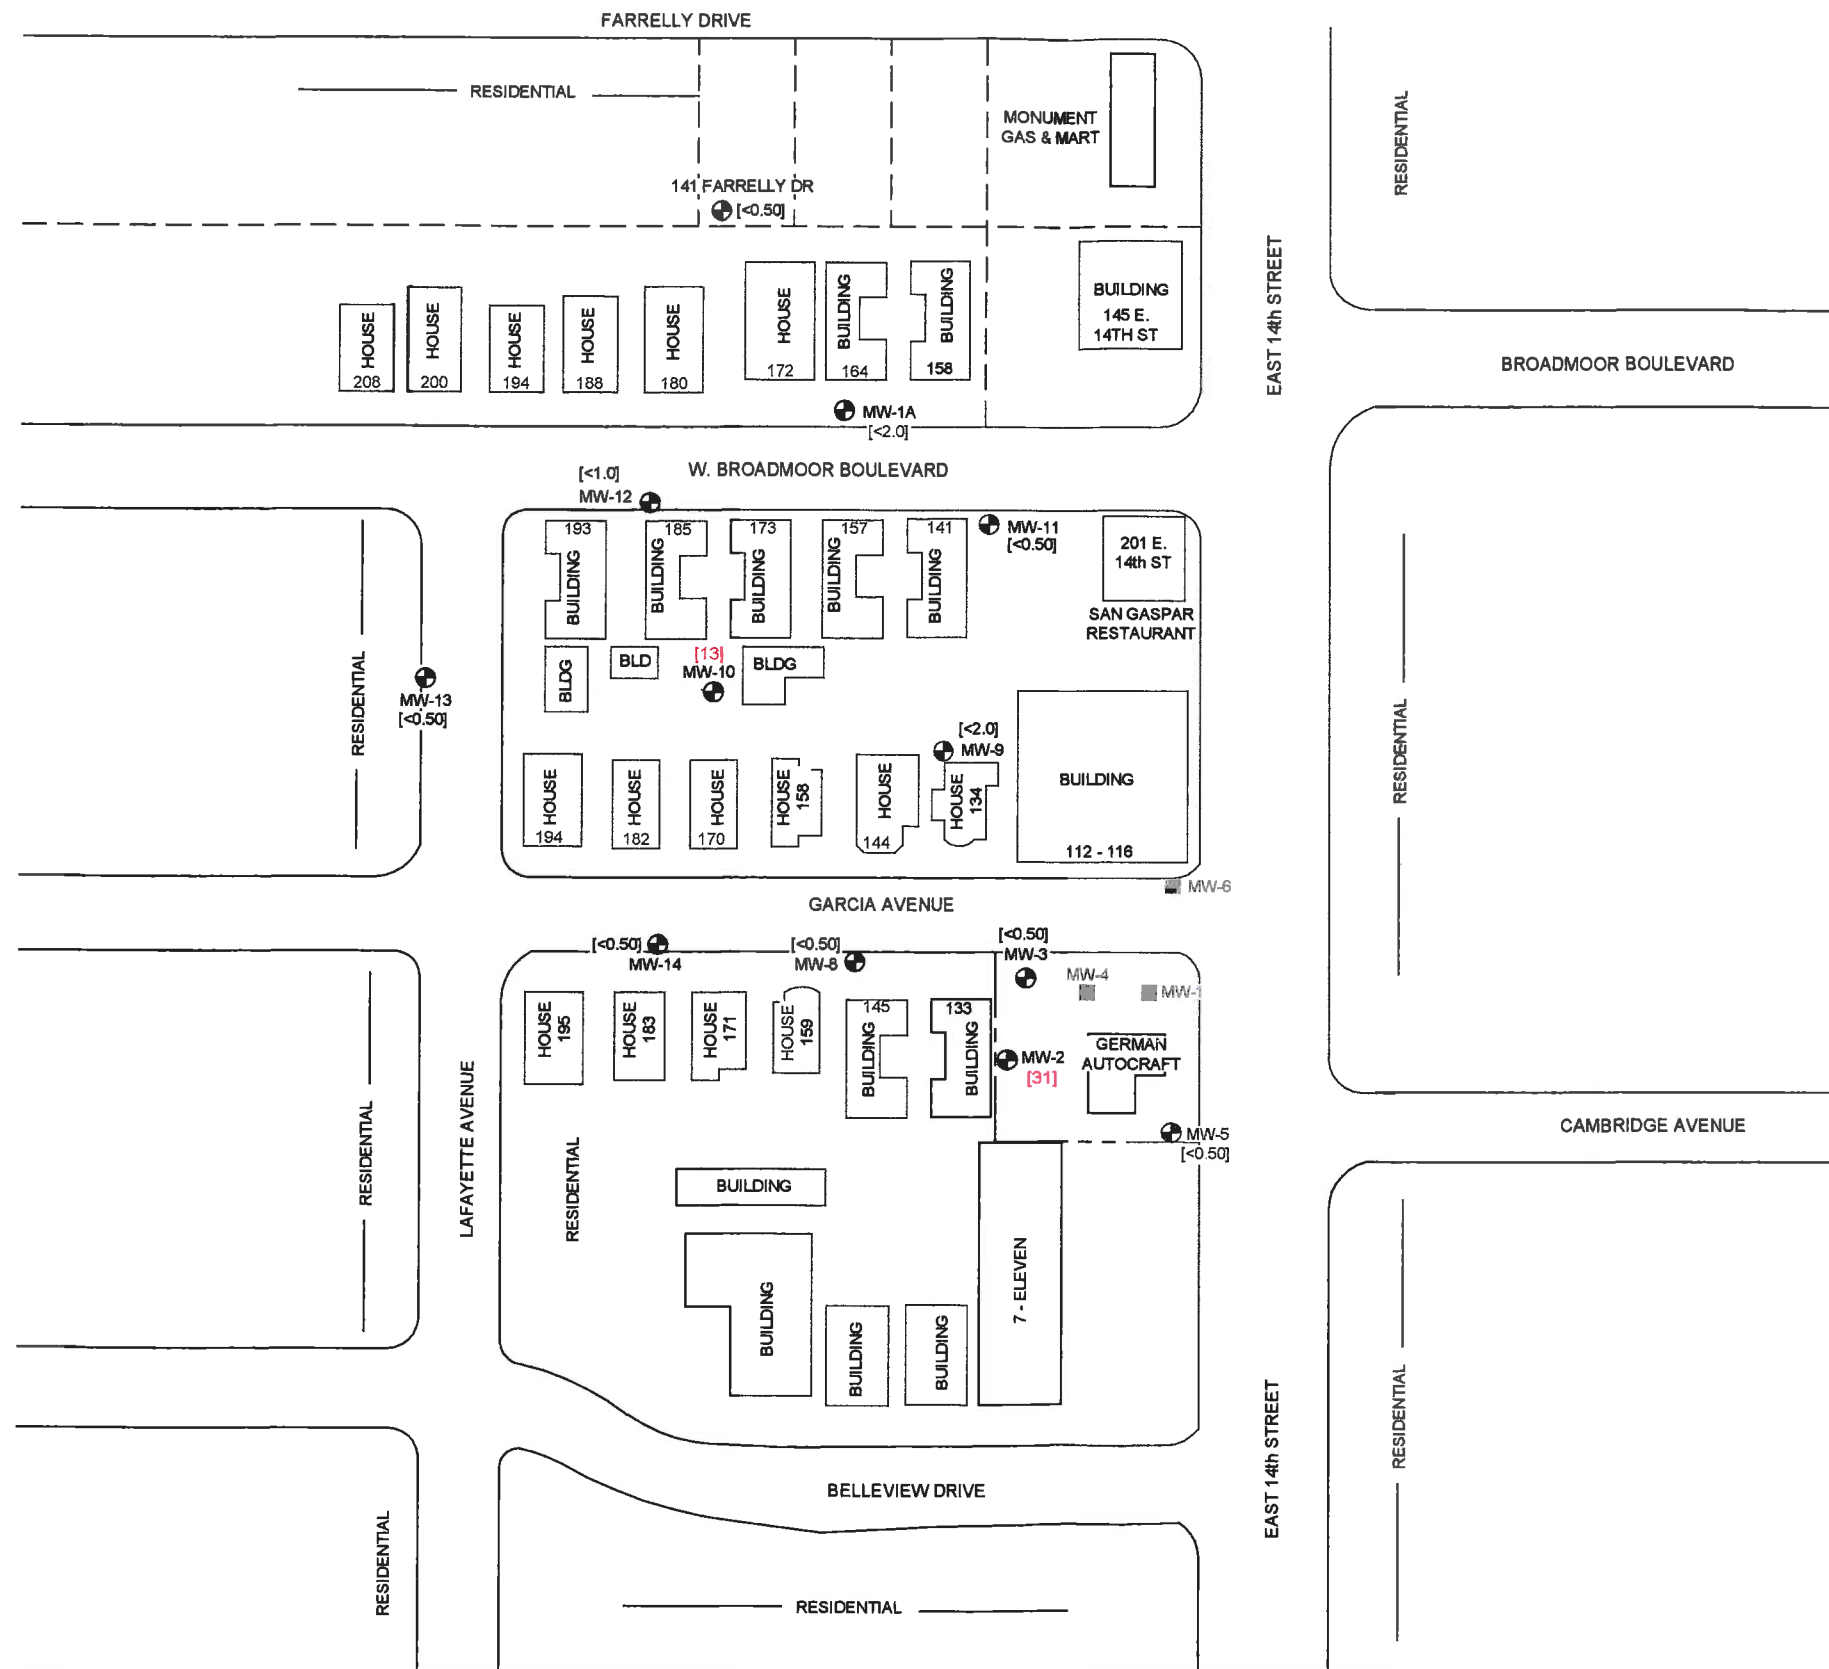 FARRELLY DRIVE
RESIDENTIAL
MONUMENT
GAS & MART
RESIDENTIAL
141 FARRELLY DR
[<0.50]
EAST 14th STREET
BUILDING
145 E.
14TH ST
HOUSE
208
HOUSE
200
HOUSE
194
HOUSE
188
HOUSE
180
HOUSE
172
BUILDING
164
BUILDING
158
BROADMOOR BOULEVARD
MW-1A
[<2.0]
W. BROADMOOR BOULEVARD
[<1.0]
MW-12
193
BUILDING
185
BUILDING
173
BUILDING
157
BUILDING
141
BUILDING
MW-11
[<0.50]
201 E.
14th ST
SAN GASPAR
RESTAURANT
RESIDENTIAL
MW-13
[<0.50]
BLDG
BLD
[13]
MW-10
BLDG
RESIDENTIAL
[<2.0]
MW-9
HOUSE
194
HOUSE
182
HOUSE
170
HOUSE
158
HOUSE
144
HOUSE
134
BUILDING
112 - 116
MW-6
GARCIA AVENUE
[<0.50]
MW-14
[<0.50]
MW-8
[<0.50]
MW-3
MW-4
MW-1
HOUSE
195
HOUSE
183
HOUSE
171
HOUSE
159
145
BUILDING
133
BUILDING
MW-2
[31]
GERMAN
AUTOCRAFT
MW-5
[<0.50]
CAMBRIDGE AVENUE
RESIDENTIAL
LAFAYETTE AVENUE
RESIDENTIAL
BUILDING
BUILDING
BUILDING
BUILDING
7 - ELEVEN
EAST 14th STREET
RESIDENTIAL
BELLEVIEW DRIVE
RESIDENTIAL
RESIDENTIAL